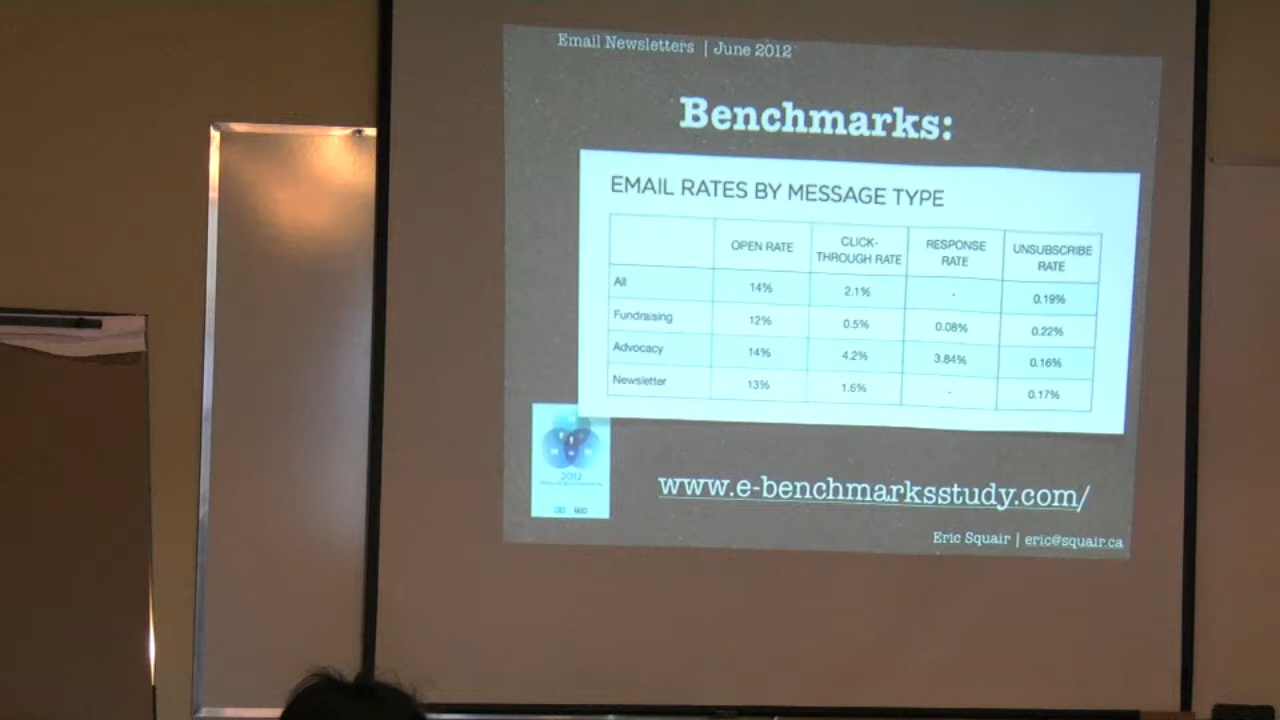 Email Newsletters | June 2012
Benchmarks:
EMAIL RATES BY MESSAGE TYPE
OPEN RATE CLICK-THROUGH RATE RESPONSE RATE UNSUBSCRIBE RATE
All 14% 2.1% - 0.19%
Fundraising 12% 0.5% 0.08% 0.22%
Advocacy 14% 4.2% 3.84% 0.16%
Newsletter 13% 1.6% - 0.17%
2012
www.e-benchmarksstudy.com/
Eric Squair | eric@squair.ca